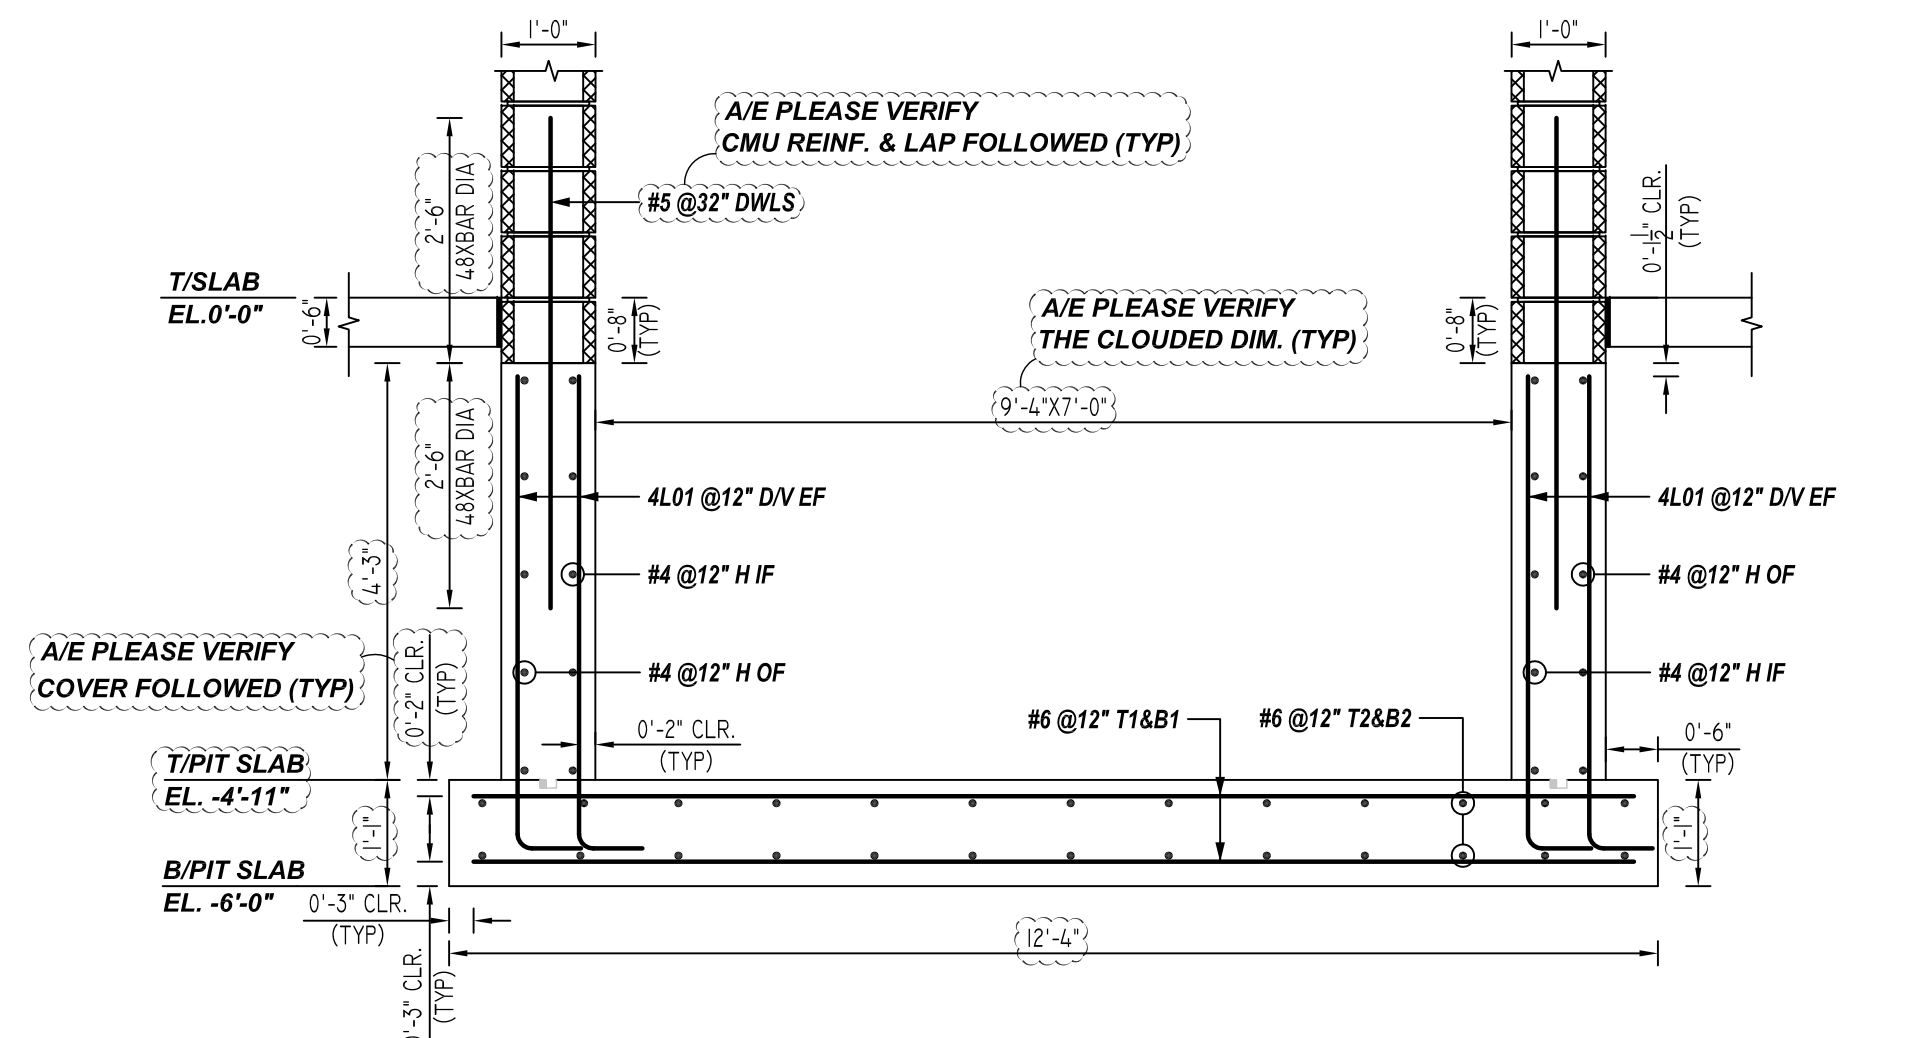 1'-0"
1'-0"
A/E PLEASE VERIFY
CMU REINF. & LAP FOLLOWED (TYP)
#5 @32" DWLS
2'-6"
48XBAR DIA
0'-1 1/2" CLR.
(TYP)
T/SLAB
EL.0'-0"
0'-6"
0'-8"
(TYP)
A/E PLEASE VERIFY
THE CLOUDED DIM. (TYP)
0'-8"
(TYP)
9'-4"X7'-0"
2'-6"
48XBAR DIA
4L01 @12" D/V EF
4L01 @12" D/V EF
4'-3"
#4 @12" H IF
#4 @12" H OF
A/E PLEASE VERIFY
COVER FOLLOWED (TYP)
0'-2" CLR.
(TYP)
#4 @12" H OF
#4 @12" H IF
0'-2" CLR.
(TYP)
#6 @12" T1&B1
#6 @12" T2&B2
0'-6"
(TYP)
T/PIT SLAB
EL. -4'-11"
1'-1"
1'-1"
B/PIT SLAB
EL. -6'-0"
0'-3" CLR.
(TYP)
12'-4"
0'-3" CLR.
(TYP)